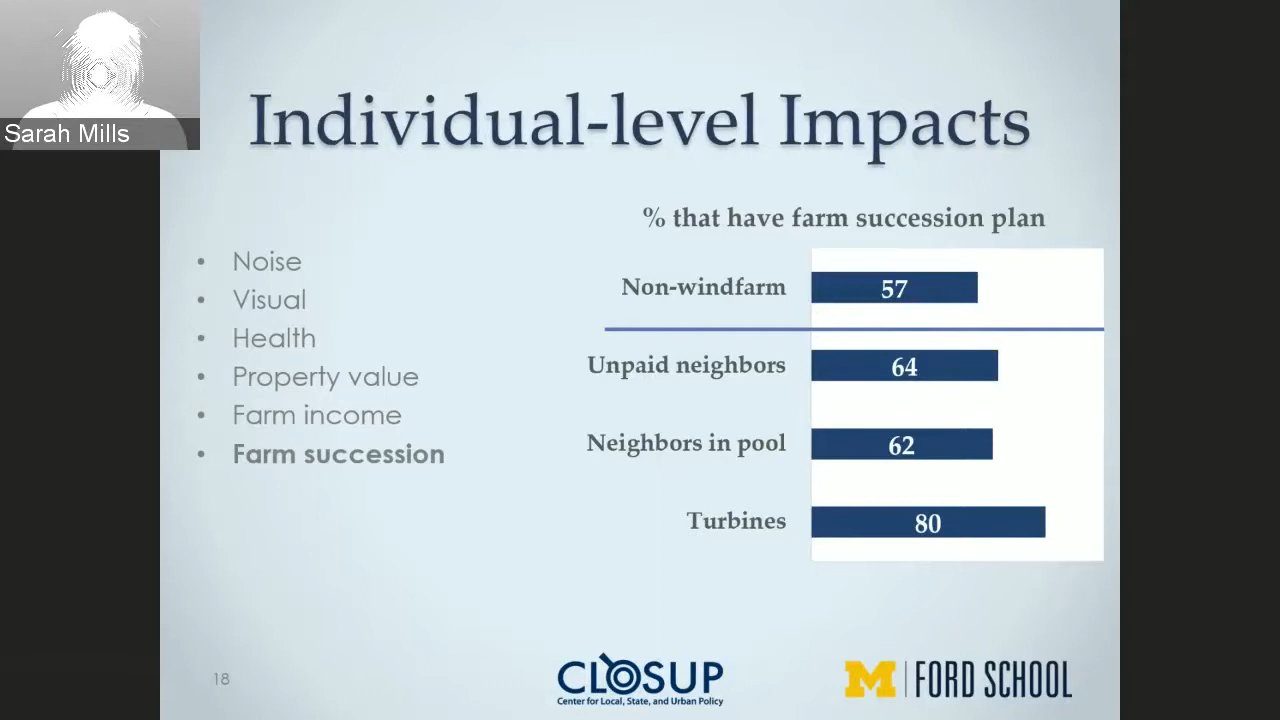 Sarah Mills
Individual-level Impacts
• Noise
• Visual
• Health
• Property value
• Farm income
• Farm succession
% that have farm succession plan
Non-windfarm 57
Unpaid neighbors 64
Neighbors in pool 62
Turbines 80
18
CLOSUP
Center for Local, State, and Urban Policy
M FORD SCHOOL